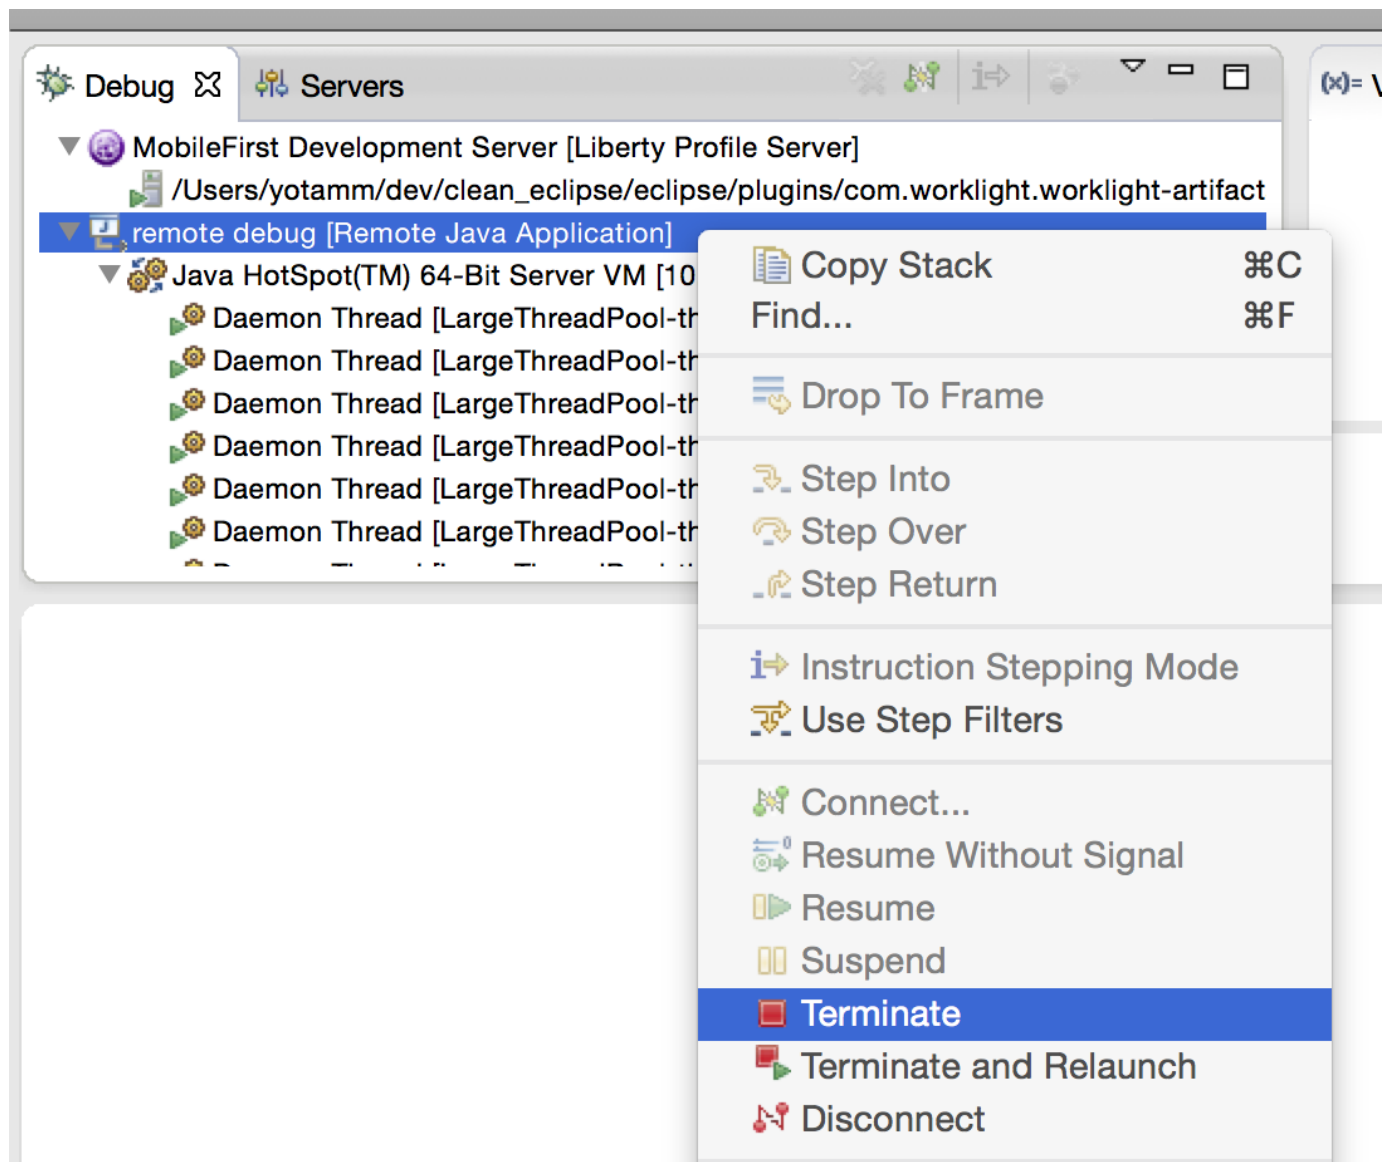 Debug Servers
(x)=
MobileFirst Development Server [Liberty Profile Server]
/Users/yotamm/dev/clean_eclipse/eclipse/plugins/com.worklight.worklight-artifact
remote debug [Remote Java Application]
Java HotSpot(TM) 64-Bit Server VM [10
Daemon Thread [LargeThreadPool-th
Daemon Thread [LargeThreadPool-th
Daemon Thread [LargeThreadPool-th
Daemon Thread [LargeThreadPool-th
Daemon Thread [LargeThreadPool-th
Daemon Thread [LargeThreadPool-th
Copy Stack ⌘C
Find... ⌘F
Drop To Frame
Step Into
Step Over
Step Return
Instruction Stepping Mode
Use Step Filters
Connect...
Resume Without Signal
Resume
Suspend
Terminate
Terminate and Relaunch
Disconnect